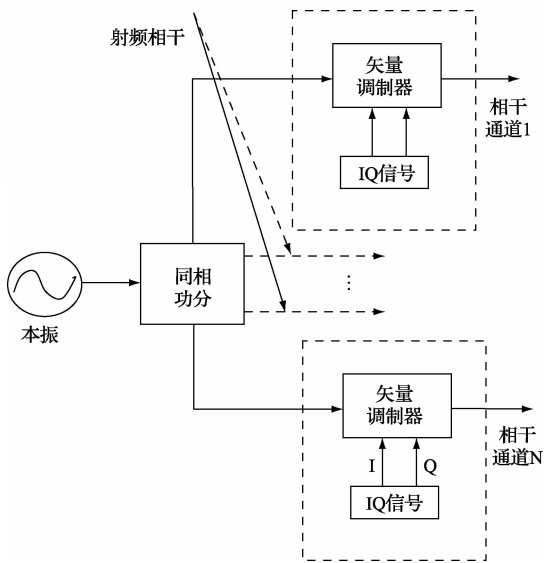 射频相干
矢量
调制器
IQ信号
相干
通道1
本振
同相
功分
⋮
矢量
调制器
I
Q
IQ信号
相干
通道N